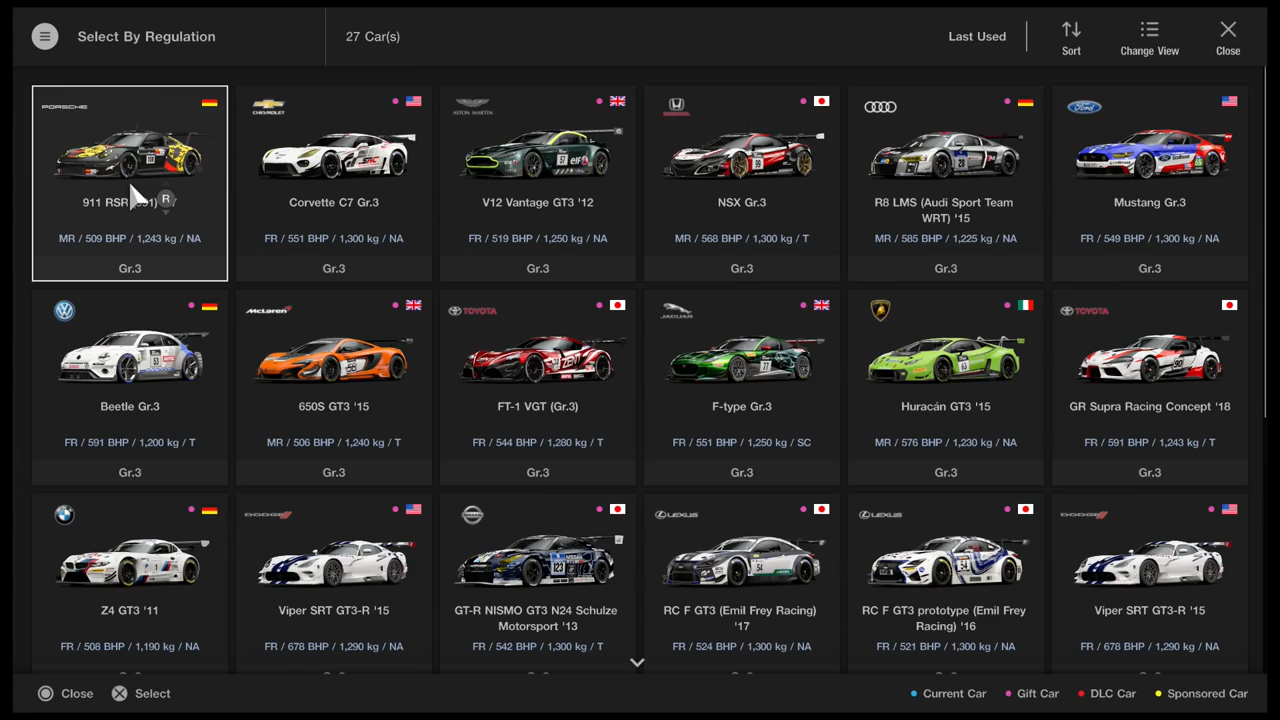 Select By Regulation
27 Car(s)
Last Used
Sort
Change View
Close
PORSCHE
CHEVROLET
ASTON MARTIN
HONDA
Audi
Ford
911 RSR (991)
R
Corvette C7 Gr.3
V12 Vantage GT3 '12
NSX Gr.3
R8 LMS (Audi Sport Team
WRT) '15
Mustang Gr.3
MR / 509 BHP / 1,243 kg / NA
FR / 551 BHP / 1,300 kg / NA
FR / 519 BHP / 1,250 kg / NA
MR / 568 BHP / 1,300 kg / T
MR / 585 BHP / 1,225 kg / NA
FR / 549 BHP / 1,300 kg / NA
Gr.3
Gr.3
Gr.3
Gr.3
Gr.3
Gr.3
McLaren
TOYOTA
JAGUAR
TOYOTA
Beetle Gr.3
650S GT3 '15
FT-1 VGT (Gr.3)
F-type Gr.3
Huracán GT3 '15
GR Supra Racing Concept '18
FR / 591 BHP / 1,200 kg / T
MR / 506 BHP / 1,240 kg / T
FR / 544 BHP / 1,280 kg / T
FR / 551 BHP / 1,250 kg / SC
MR / 576 BHP / 1,230 kg / NA
FR / 591 BHP / 1,243 kg / T
Gr.3
Gr.3
Gr.3
Gr.3
Gr.3
Gr.3
DODGE
NISSAN
LEXUS
LEXUS
DODGE
Z4 GT3 '11
Viper SRT GT3-R '15
GT-R NISMO GT3 N24 Schulze
Motorsport '13
RC F GT3 (Emil Frey Racing)
'17
RC F GT3 prototype (Emil Frey
Racing) '16
Viper SRT GT3-R '15
FR / 508 BHP / 1,190 kg / NA
FR / 678 BHP / 1,290 kg / NA
FR / 542 BHP / 1,300 kg / T
FR / 524 BHP / 1,300 kg / NA
FR / 521 BHP / 1,300 kg / NA
FR / 678 BHP / 1,290 kg / NA
Close
Select
Current Car
Gift Car
DLC Car
Sponsored Car